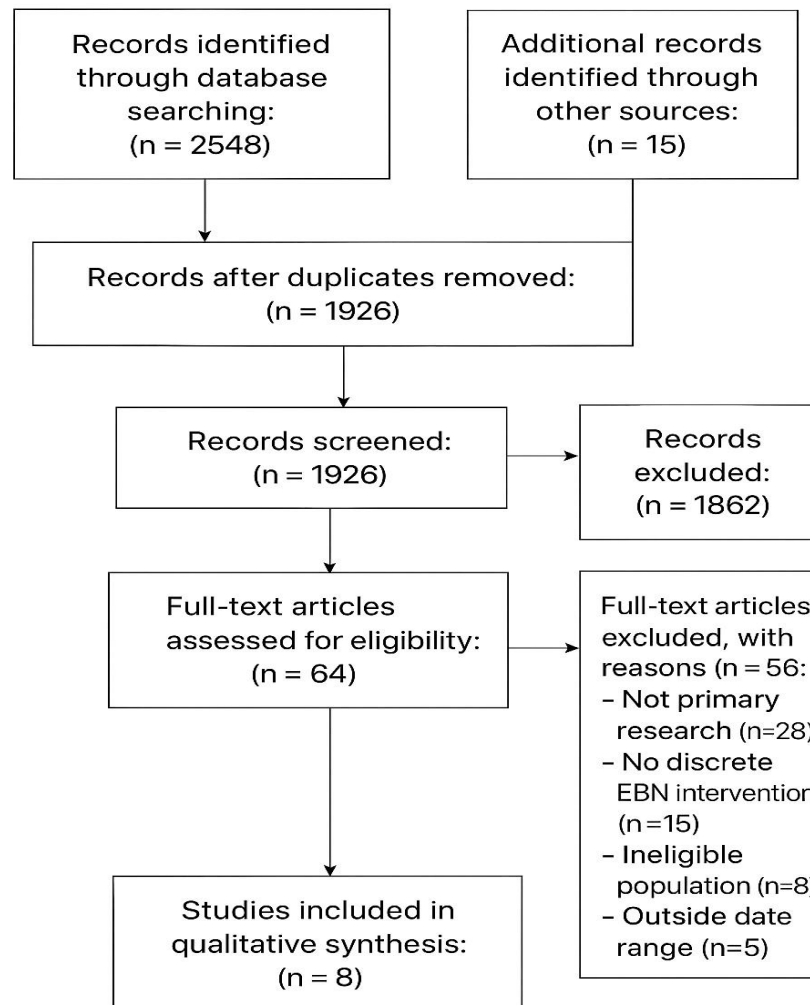 Records identified
through database
searching:
(n = 2548)
Additional records
identified through
other sources:
(n = 15)
Records after duplicates removed:
(n = 1926)
Records screened:
(n = 1926)
Records
excluded:
(n = 1862)
Full-text articles
assessed for eligibility:
(n = 64)
Full-text articles
excluded, with
reasons (n = 56:
– Not primary
research (n=28)
– No discrete
EBN intervention
(n=15)
– Ineligible
population (n=8)
– Outside date
range (n=5)
Studies included in
qualitative synthesis:
(n = 8)